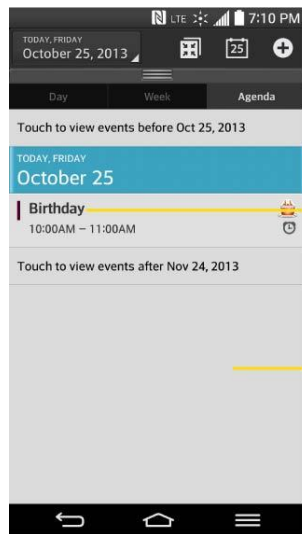 LTE 7:10 PM
TODAY, FRIDAY
October 25, 2013
25
Day Week Agenda
Touch to view events before Oct 25, 2013
TODAY, FRIDAY
October 25
Birthday
10:00AM – 11:00AM
Touch to view events after Nov 24, 2013